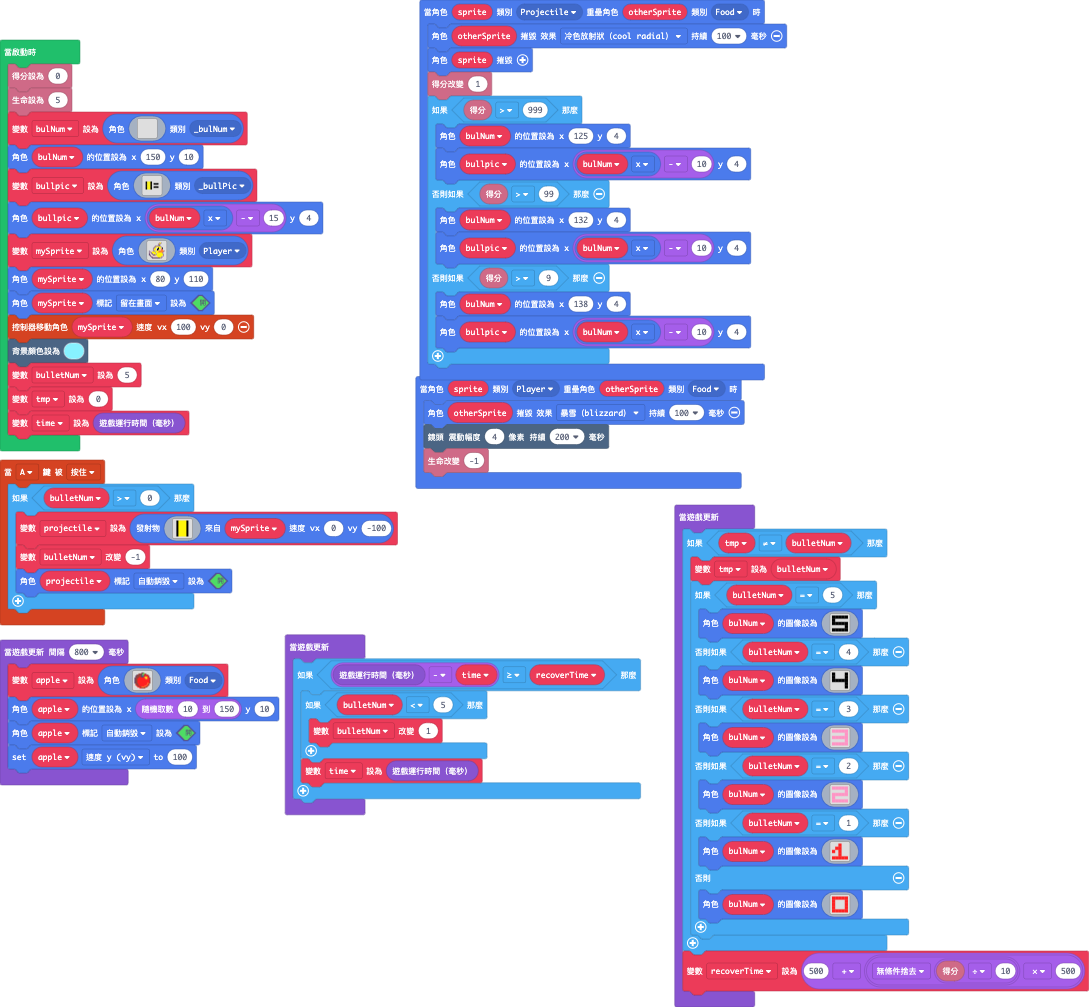 當啟動時
得分設為 0
生命設為 5
變數 bulNum 設為 角色 類別 _bulNum
角色 bulNum 的位置設為 x 150 y 10
變數 bullpic 設為 角色 類別 _bullPic
角色 bullpic 的位置設為 x bulNum x - 15 y 4
變數 mySprite 設為 角色 類別 Player
角色 mySprite 的位置設為 x 80 y 110
角色 mySprite 標記 留在畫面 設為
控制器移動角色 mySprite 速度 vx 100 vy 0
背景顏色設為
變數 bulletNum 設為 5
變數 tmp 設為 0
變數 time 設為 遊戲運行時間 (毫秒)
當 A 鍵 被 按住
如果 bulletNum > 0 那麼
變數 projectile 設為 發射物 來自 mySprite 速度 vx 0 vy -100
變數 bulletNum 改變 -1
角色 projectile 標記 自動銷毀 設為
當遊戲更新 間隔 800 毫秒
變數 apple 設為 角色 類別 Food
角色 apple 的位置設為 x 隨機取數 10 到 150 y 10
角色 apple 標記 自動銷毀 設為
set apple 速度 y (vy) to 100
當角色 sprite 類別 Projectile 重疊角色 otherSprite 類別 Food 時
角色 otherSprite 摧毀 效果 冷色放射狀 (cool radial) 持續 100 毫秒
角色 sprite 摧毀
得分改變 1
如果 得分 > 999 那麼
角色 bulNum 的位置設為 x 125 y 4
角色 bullpic 的位置設為 x bulNum x - 10 y 4
否則如果 得分 > 99 那麼
角色 bulNum 的位置設為 x 132 y 4
角色 bullpic 的位置設為 x bulNum x - 10 y 4
否則如果 得分 > 9 那麼
角色 bulNum 的位置設為 x 138 y 4
角色 bullpic 的位置設為 x bulNum x - 10 y 4
當角色 sprite 類別 Player 重疊角色 otherSprite 類別 Food 時
角色 otherSprite 摧毀 效果 暴雪 (blizzard) 持續 100 毫秒
鏡頭 震動幅度 4 像素 持續 200 毫秒
生命改變 -1
當遊戲更新
如果 遊戲運行時間 (毫秒) - time ≥ recoverTime 那麼
如果 bulletNum < 5 那麼
變數 bulletNum 改變 1
變數 time 設為 遊戲運行時間 (毫秒)
當遊戲更新
如果 tmp ≠ bulletNum 那麼
變數 tmp 設為 bulletNum
如果 bulletNum = 5 那麼
角色 bulNum 的圖像設為 5
否則如果 bulletNum = 4 那麼
角色 bulNum 的圖像設為 4
否則如果 bulletNum = 3 那麼
角色 bulNum 的圖像設為 3
否則如果 bulletNum = 2 那麼
角色 bulNum 的圖像設為 2
否則如果 bulletNum = 1 那麼
角色 bulNum 的圖像設為 1
否則
角色 bulNum 的圖像設為 0
變數 recoverTime 設為 500 ÷ 無條件捨去 得分 ÷ 10 x 500